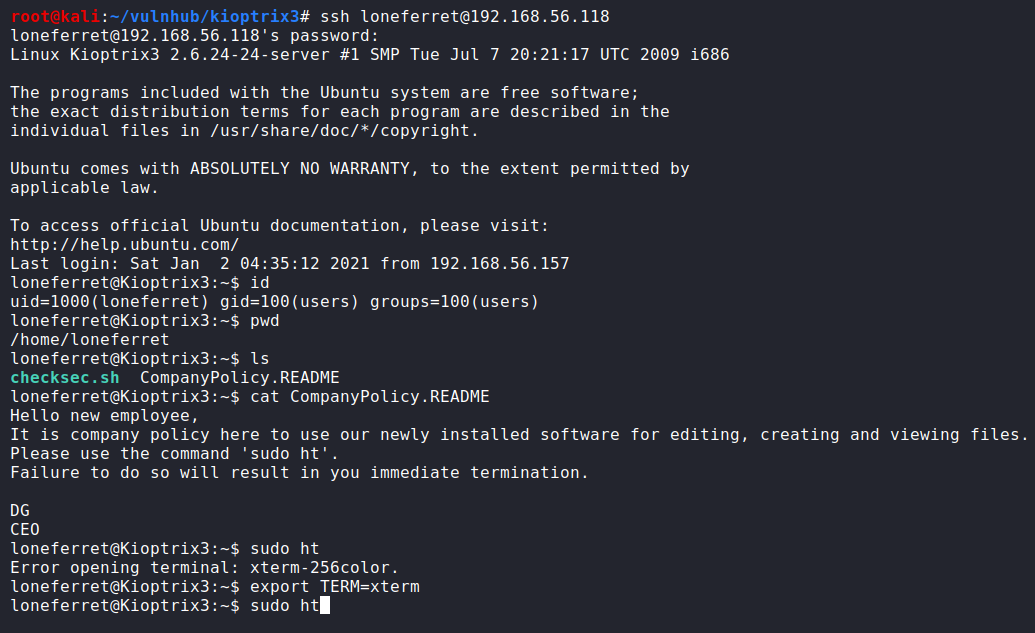 root@kali:~/vulnhub/kioptrix3# ssh loneferret@192.168.56.118
loneferret@192.168.56.118's password:
Linux Kioptrix3 2.6.24-24-server #1 SMP Tue Jul 7 20:21:17 UTC 2009 i686

The programs included with the Ubuntu system are free software;
the exact distribution terms for each program are described in the
individual files in /usr/share/doc/*/copyright.

Ubuntu comes with ABSOLUTELY NO WARRANTY, to the extent permitted by
applicable law.

To access official Ubuntu documentation, please visit:
http://help.ubuntu.com/
Last login: Sat Jan  2 04:35:12 2021 from 192.168.56.157
loneferret@Kioptrix3:~$ id
uid=1000(loneferret) gid=100(users) groups=100(users)
loneferret@Kioptrix3:~$ pwd
/home/loneferret
loneferret@Kioptrix3:~$ ls
checksec.sh  CompanyPolicy.README
loneferret@Kioptrix3:~$ cat CompanyPolicy.README
Hello new employee,
It is company policy here to use our newly installed software for editing, creating and viewing files.
Please use the command 'sudo ht'.
Failure to do so will result in you immediate termination.

DG
CEO
loneferret@Kioptrix3:~$ sudo ht
Error opening terminal: xterm-256color.
loneferret@Kioptrix3:~$ export TERM=xterm
loneferret@Kioptrix3:~$ sudo ht